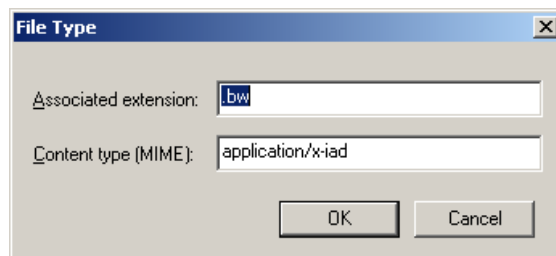 File Type
Associated extension: .bw
Content type (MIME): application/x-iad
OK Cancel